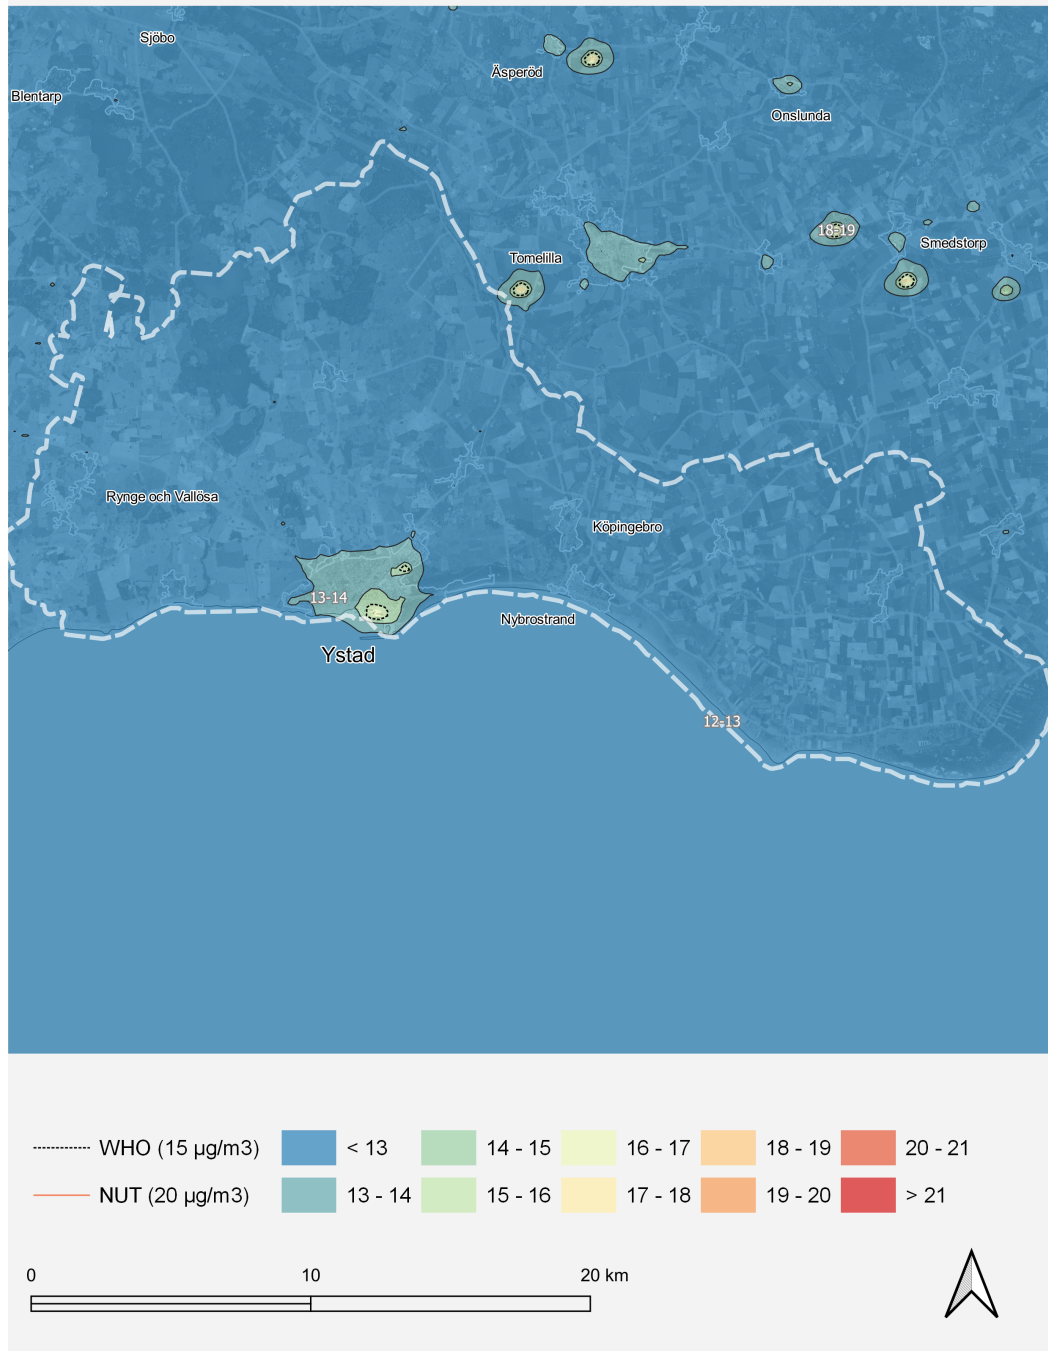 Sjöbo
Äsperöd
Blentarp
Onslunda
18-19
Smedstorp
Tomelilla
Rynge och Vallösa
Köpingebro
13-14
Nybrostrand
Ystad
12-13
WHO (15 µg/m3)
< 13
14 - 15
16 - 17
18 - 19
20 - 21
NUT (20 µg/m3)
13 - 14
15 - 16
17 - 18
19 - 20
> 21
0
10
20 km